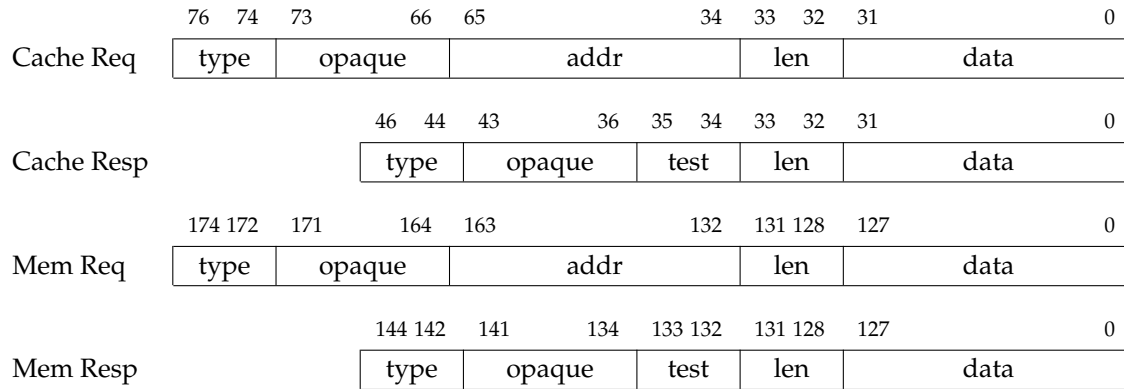 76 74 73 66 65 34 33 32 31 0
Cache Req type opaque addr len data
46 44 43 36 35 34 33 32 31 0
Cache Resp type opaque test len data
174 172 171 164 163 132 131 128 127 0
Mem Req type opaque addr len data
144 142 141 134 133 132 131 128 127 0
Mem Resp type opaque test len data